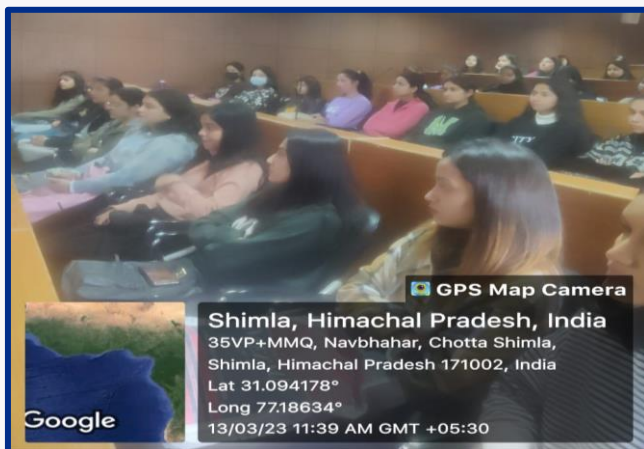 GPS Map Camera
Shimla, Himachal Pradesh, India
35VP+MMQ, Navbhahar, Chotta Shimla,
Shimla, Himachal Pradesh 171002, India
Lat 31.094178°
Long 77.18634°
13/03/23 11:39 AM GMT +05:30
Google